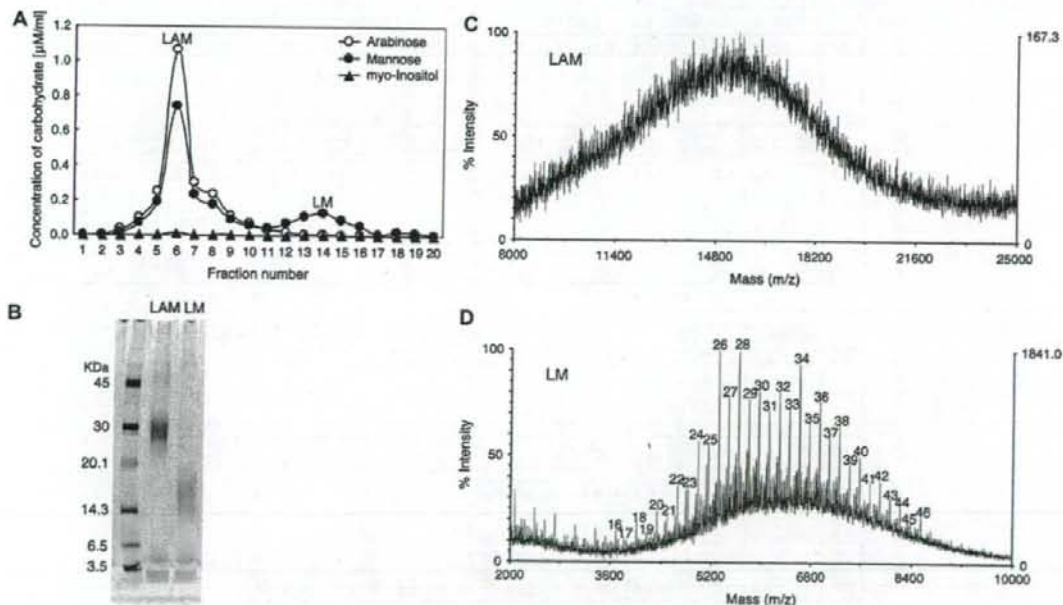 A
1.2
1.0
0.8
0.6
0.4
0.2
0.0
Concentration of carbohydrate [µM/ml]
LAM
LM
Arabinose
Mannose
myo-Inositol
1 2 3 4 5 6 7 8 9 10 11 12 13 14 15 16 17 18 19 20
Fraction number
B
LAM LM
KDa
45
30
20.1
14.3
6.5
3.5
C
LAM
100
50
0
% Intensity
167.3
0
8000 11400 14800 18200 21600 25000
Mass (m/z)
D
LM
100
50
0
% Intensity
1841.0
0
16 17 18 19 20 21 22 23 24 25 26 27 28 29 30 31 32 33 34 35 36 37 38 39 40 41 42 43 44 45 46
2000 3600 5200 6800 8400 10000
Mass (m/z)